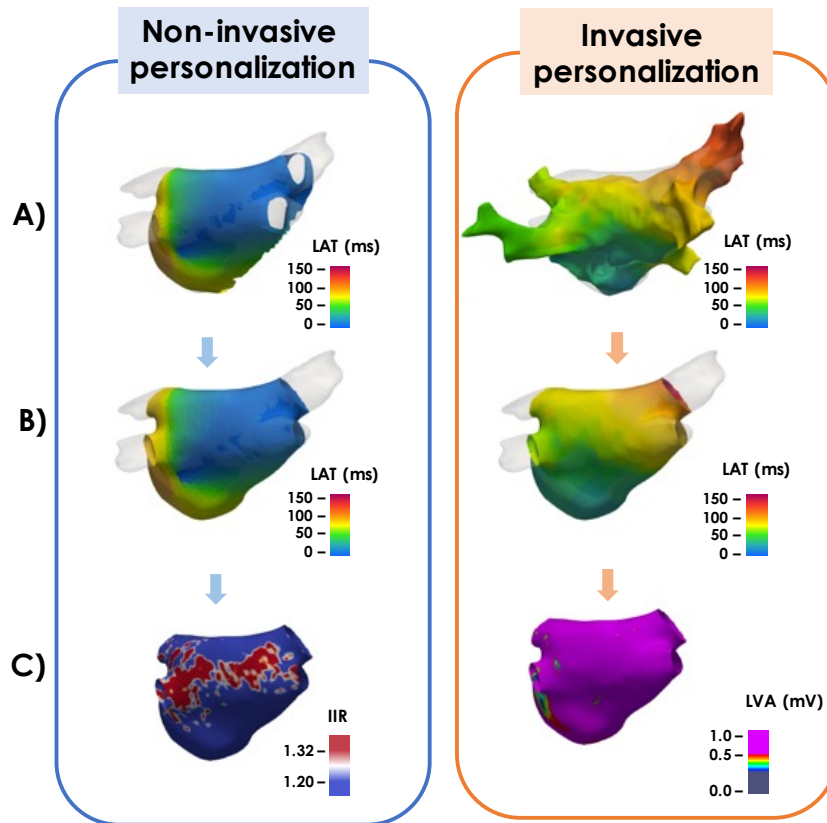 Non-invasive
personalization
Invasive
personalization
A)
LAT (ms)
150
100
50
0
LAT (ms)
150
100
50
0
B)
LAT (ms)
150
100
50
0
LAT (ms)
150
100
50
0
C)
IIR
1.32
1.20
LVA (mV)
1.0
0.5
0.0